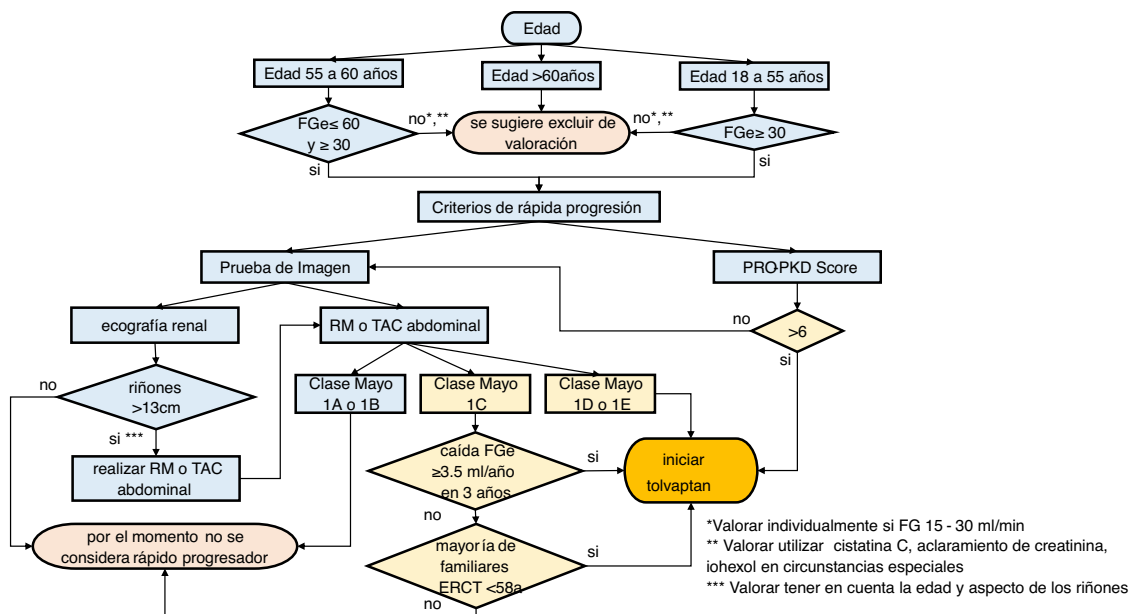 Edad
Edad 55 a 60 años
Edad >60años
Edad 18 a 55 años
FGe≤ 60
y ≥ 30
no*,**
se sugiere excluir de
valoración
no*,**
FGe≥ 30
si
si
Criterios de rápida progresión
Prueba de Imagen
PRO-PKD Score
ecografía renal
RM o TAC abdominal
no
>6
si
no
riñones
>13cm
Clase Mayo
1A o 1B
Clase Mayo
1C
Clase Mayo
1D o 1E
si ***
realizar RM o TAC
abdominal
caída FGe
≥3.5 ml/año
en 3 años
si
iniciar
tolvaptan
no
por el momento no se
considera rápido progresador
mayoría de
familiares
ERCT <58a
si
no
*Valorar individualmente si FG 15 - 30 ml/min
** Valorar utilizar cistatina C, aclaramiento de creatinina,
iohexol en circunstancias especiales
*** Valorar tener en cuenta la edad y aspecto de los riñones